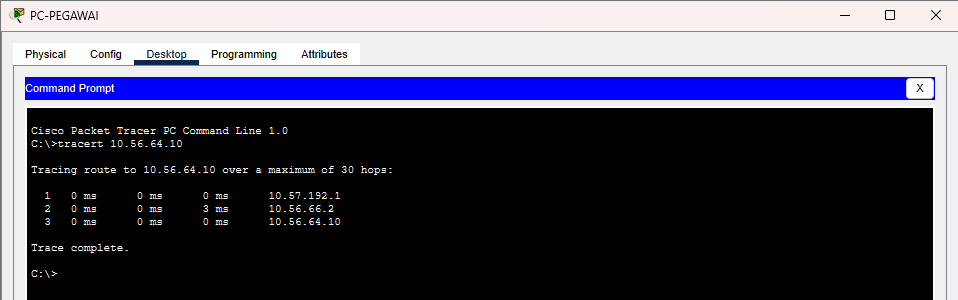 PC-PEGAWAI
Physical Config Desktop Programming Attributes
Command Prompt X
Cisco Packet Tracer PC Command Line 1.0
C:\>tracert 10.56.64.10
Tracing route to 10.56.64.10 over a maximum of 30 hops:
1 0 ms 0 ms 0 ms 10.57.192.1
2 0 ms 0 ms 3 ms 10.56.66.2
3 0 ms 0 ms 0 ms 10.56.64.10
Trace complete.
C:\>